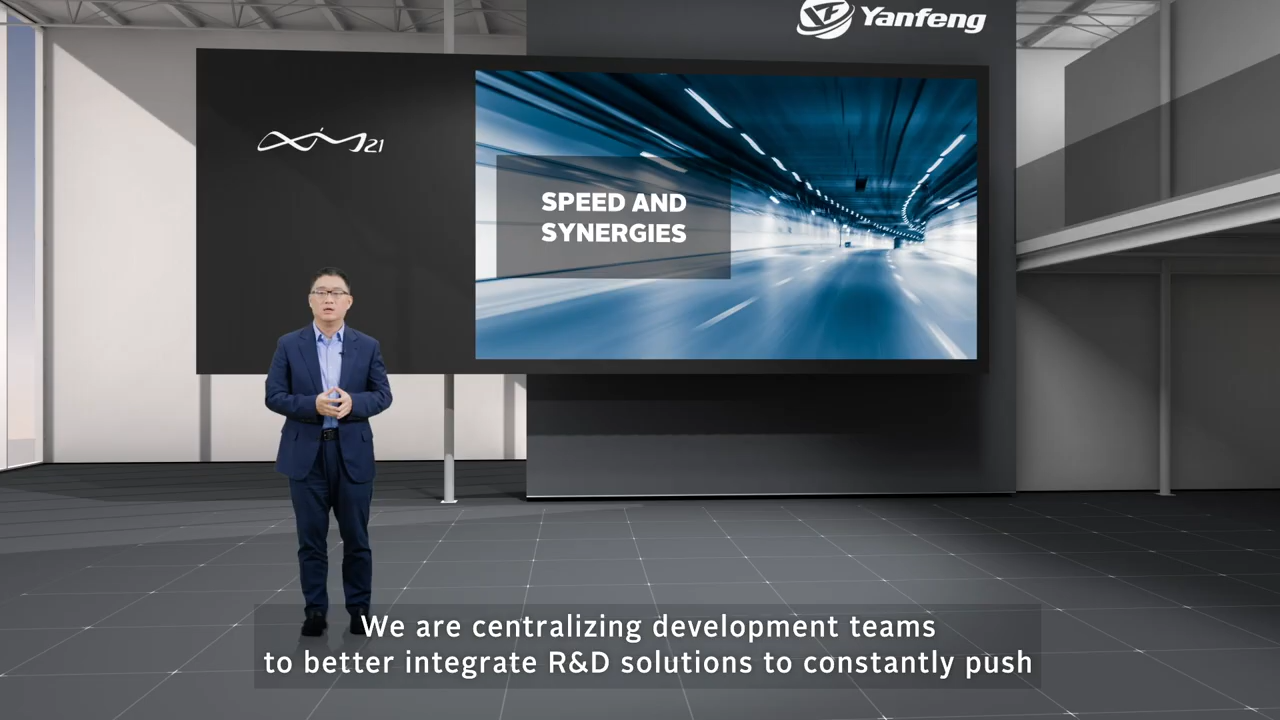 Yanfeng
XiM21
SPEED AND
SYNERGIES
We are centralizing development teams
to better integrate R&D solutions to constantly push